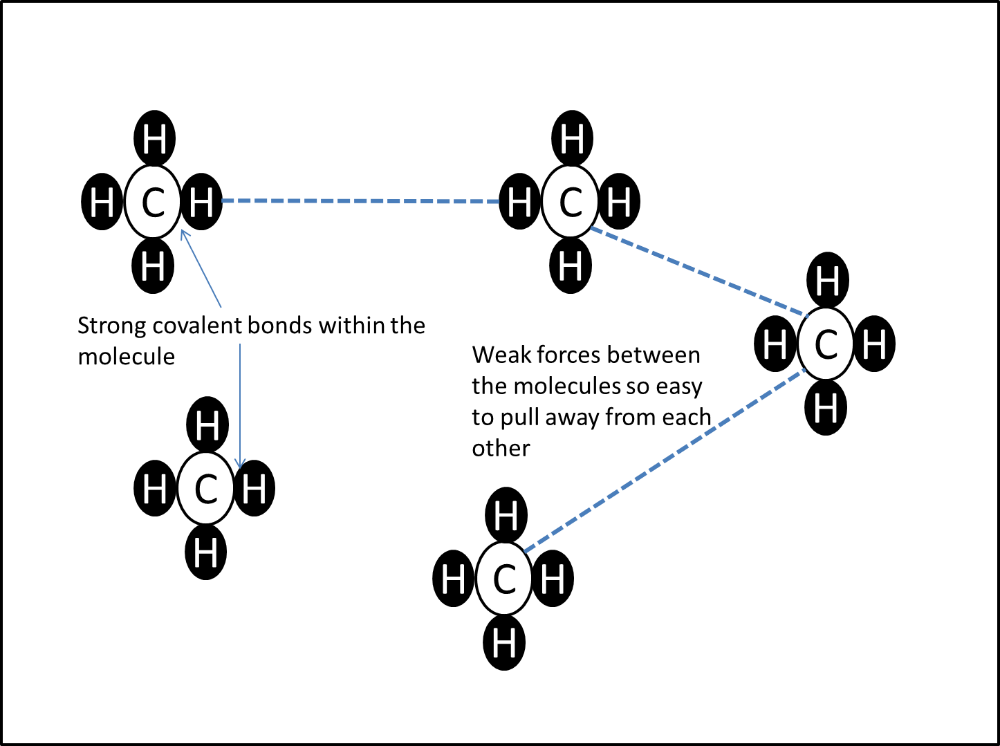 H
H
H C H
H C H
H
H
H
Strong covalent bonds within the
molecule
H C H
Weak forces between
the molecules so easy
to pull away from each
other
H
H
H C H
H
H
H C H
H